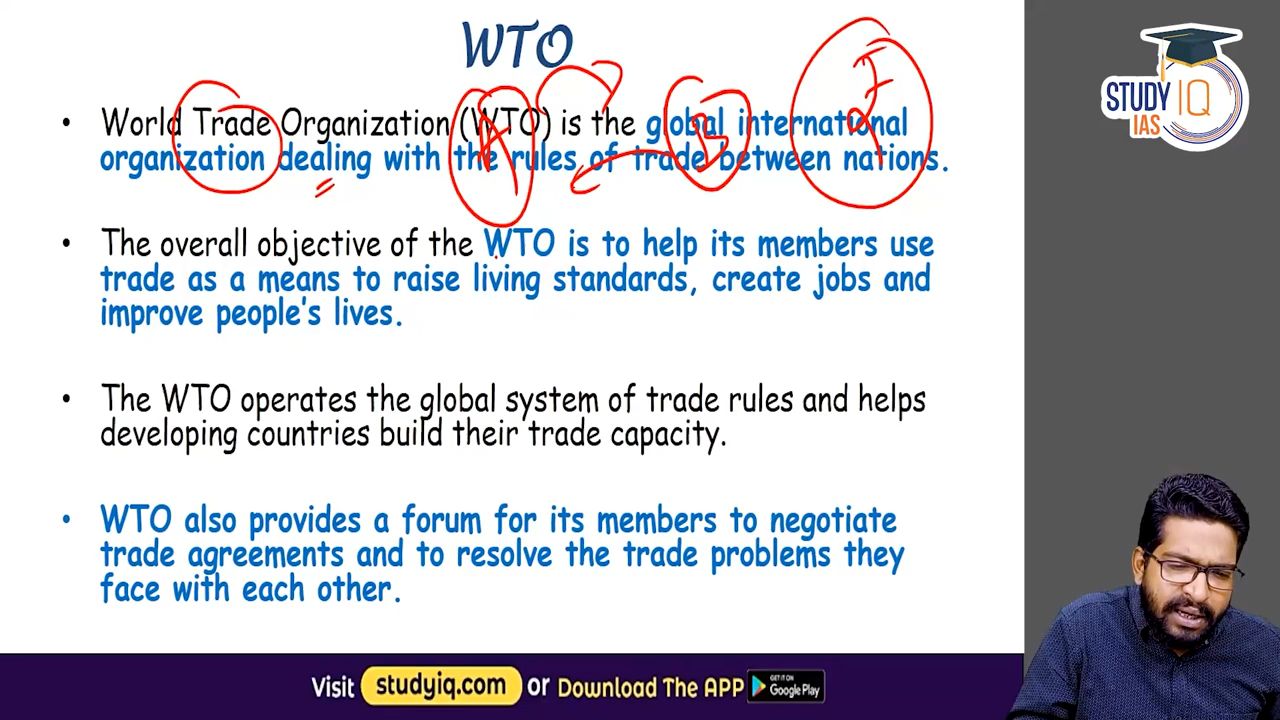 WTO
STUDY IQ
IAS
• World Trade Organization (WTO) is the global international
organization dealing with the rules of trade between nations.
A
B
• The overall objective of the WTO is to help its members use
trade as a means to raise living standards, create jobs and
improve people's lives.
• The WTO operates the global system of trade rules and helps
developing countries build their trade capacity.
• WTO also provides a forum for its members to negotiate
trade agreements and to resolve the trade problems they
face with each other.
Visit studyiq.com or Download The APP GET IT ON Google Play